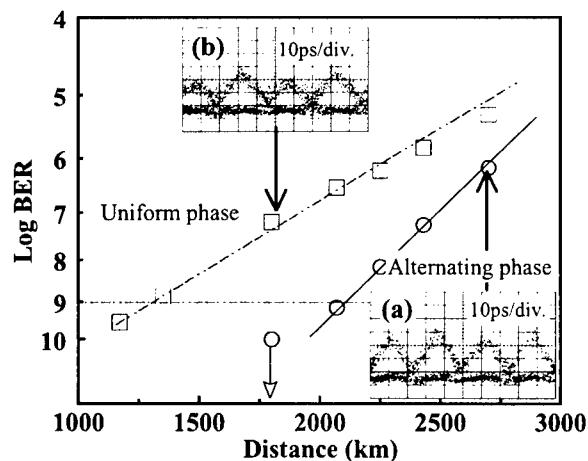 Log BER
4
5
6
7
8
9
10
(b)
10ps/div.
Uniform phase
Alternating phase
(a)
10ps/div.
1000
1500
2000
2500
3000
Distance (km)